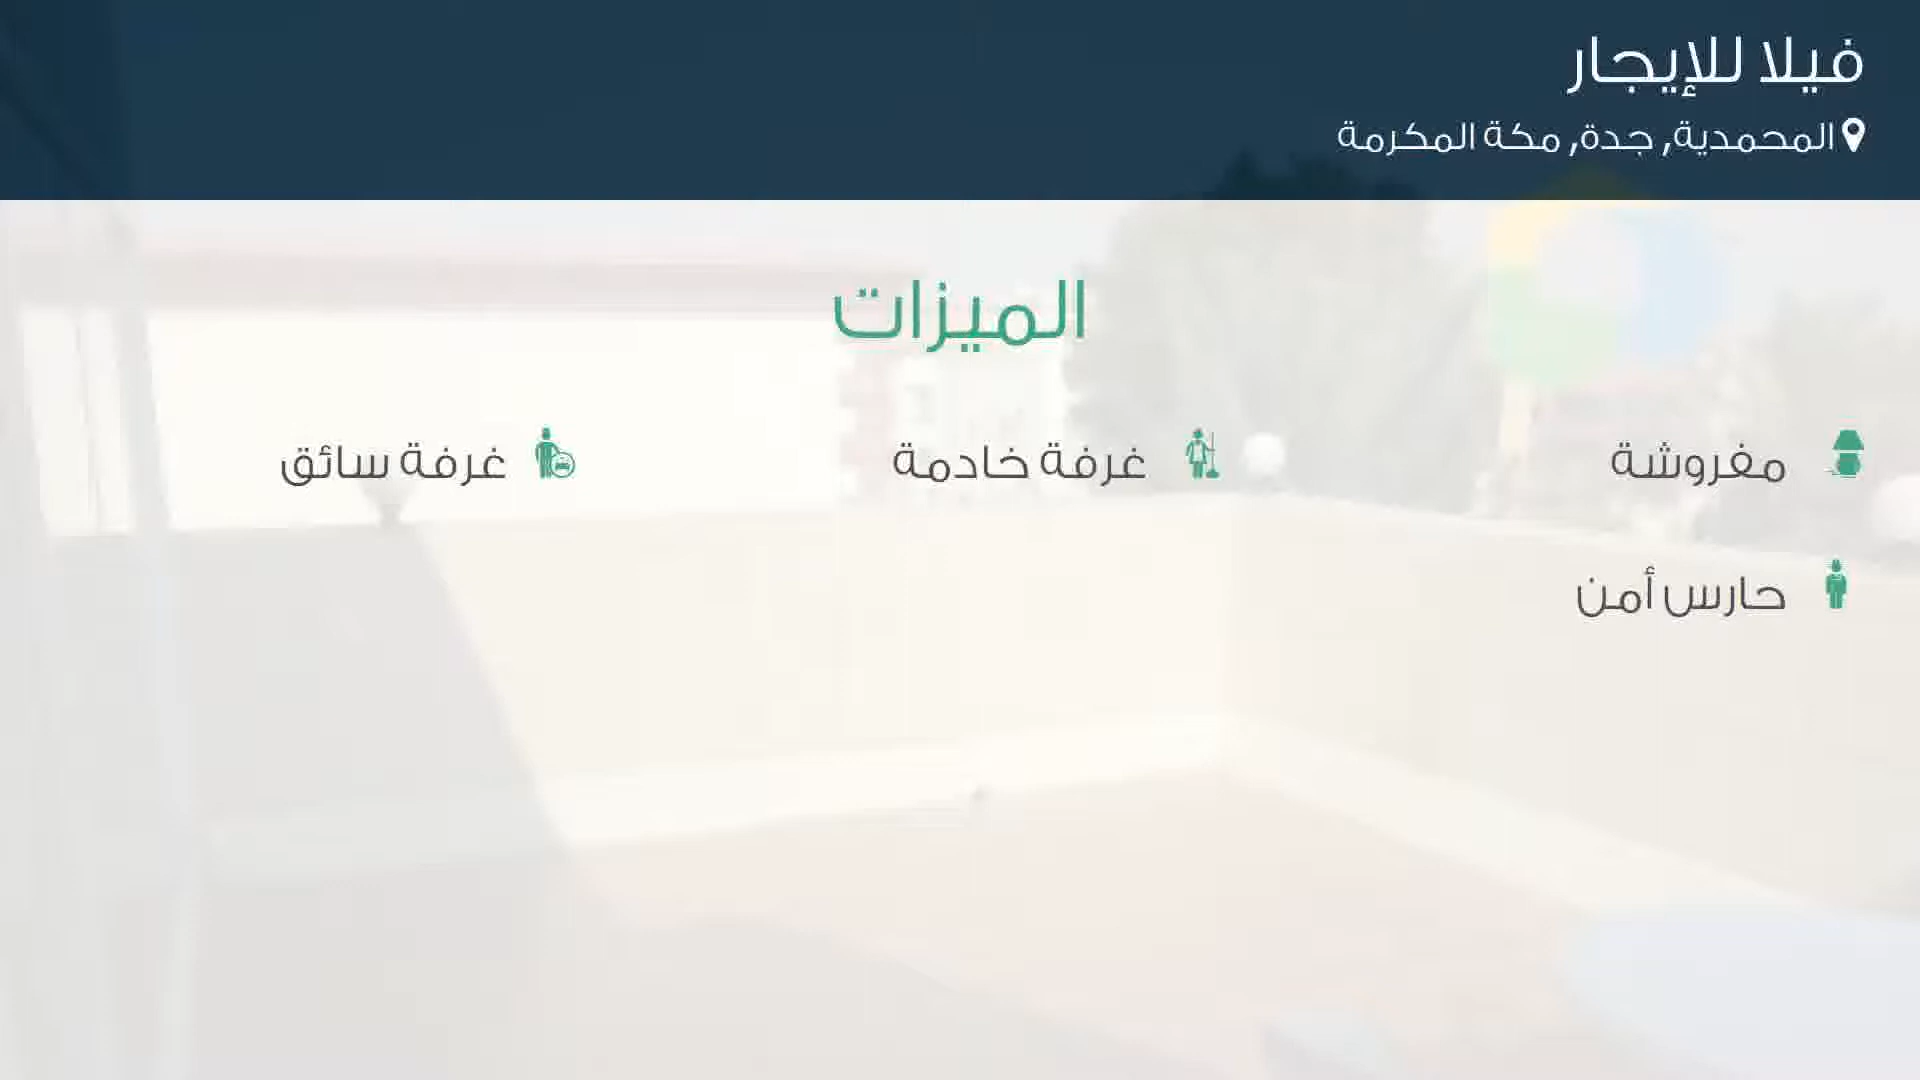 فيلا للإيجار
المحمدية, جدة, مكة المكرمة
الميزات
مفروشة
غرفة خادمة
غرفة سائق
حارس أمن